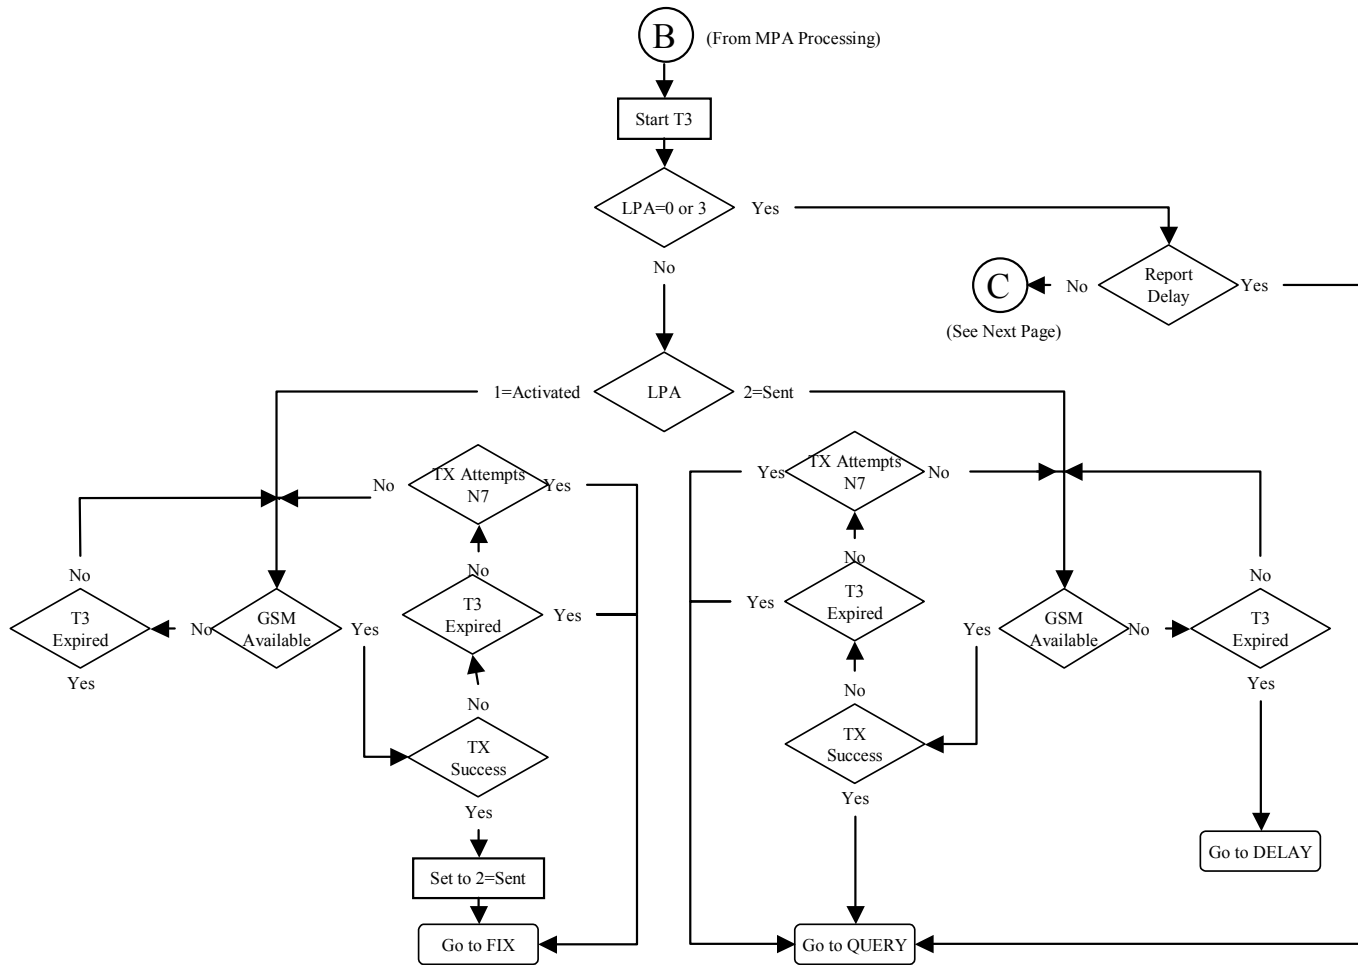 B
(From MPA Processing)
Start T3
LPA=0 or 3
Yes
No
Report
Delay
Yes
No
C
(See Next Page)
LPA
1=Activated
2=Sent
TX Attempts
N7
No
Yes
TX Attempts
N7
Yes
No
No
T3
Expired
No
Yes
GSM
Available
No
Yes
T3
Expired
No
Yes
T3
Expired
No
Yes
GSM
Available
Yes
No
T3
Expired
No
Yes
TX
Success
No
Yes
TX
Success
No
Yes
Set to 2=Sent
Go to FIX
Go to QUERY
Go to DELAY